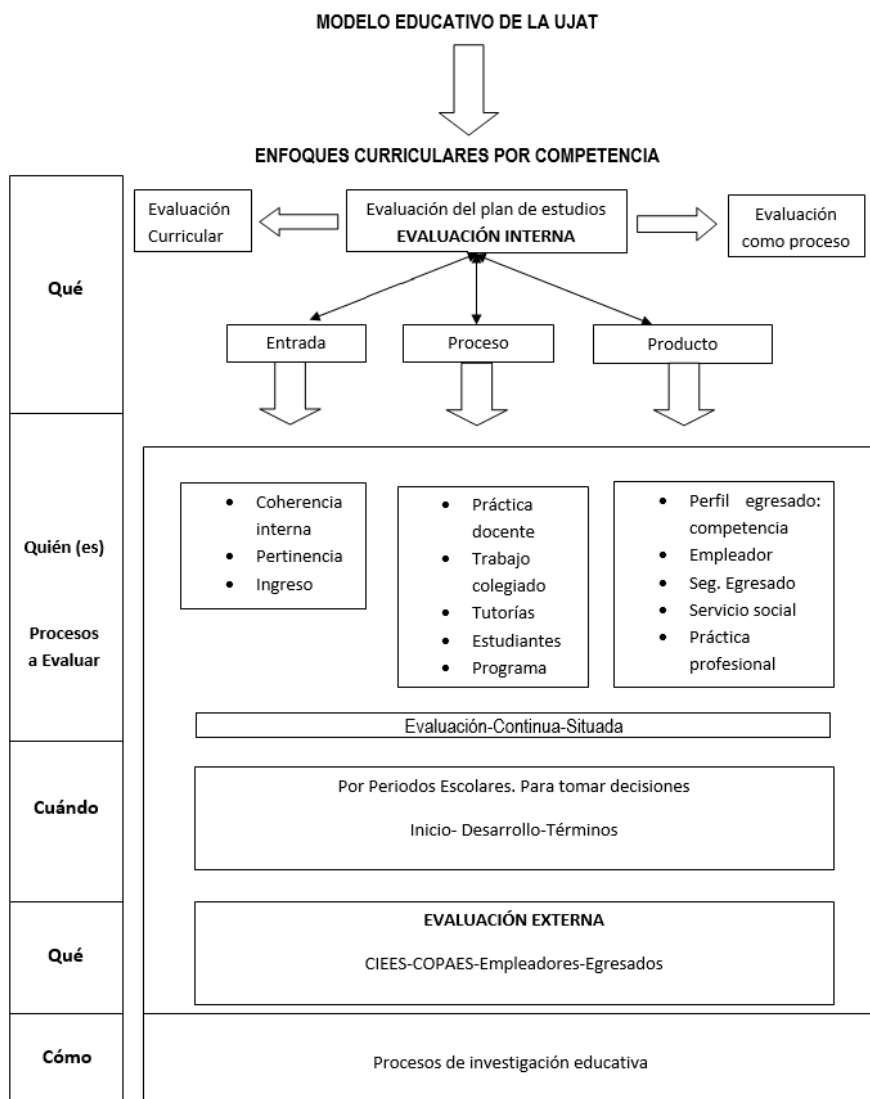 MODELO EDUCATIVO DE LA UJAT
ENFOQUES CURRICULARES POR COMPETENCIA
Qué
Evaluación
Curricular
Evaluación del plan de estudios
EVALUACIÓN INTERNA
Evaluación
como proceso
Entrada
Proceso
Producto
Quién (es)
Procesos
a Evaluar
• Coherencia
interna
• Pertinencia
• Ingreso
• Práctica
docente
• Trabajo
colegiado
• Tutorías
• Estudiantes
• Programa
• Perfil egresado:
competencia
• Empleador
• Seg. Egresado
• Servicio social
• Práctica
profesional
Evaluación-Continua-Situada
Cuándo
Por Periodos Escolares. Para tomar decisiones
Inicio- Desarrollo-Términos
Qué
EVALUACIÓN EXTERNA
CIEES-COPAES-Empleadores-Egresados
Cómo
Procesos de investigación educativa